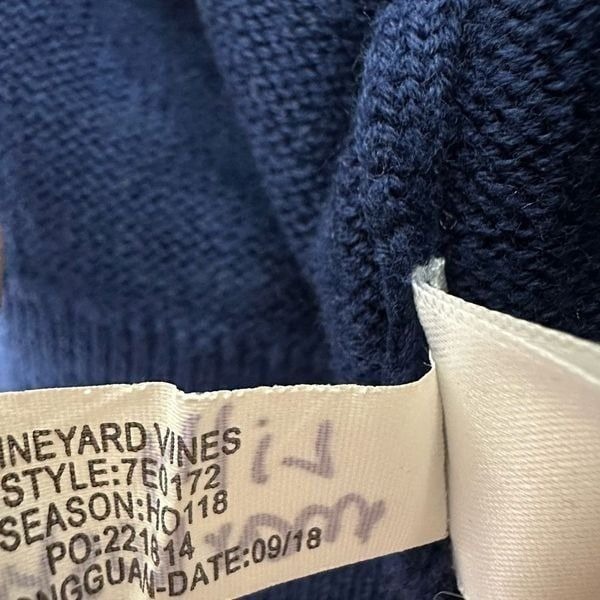 INEYARD VINES
STYLE:7E0172
SEASON:HO118
PO:221614
ONGGUAN-DATE:09/18